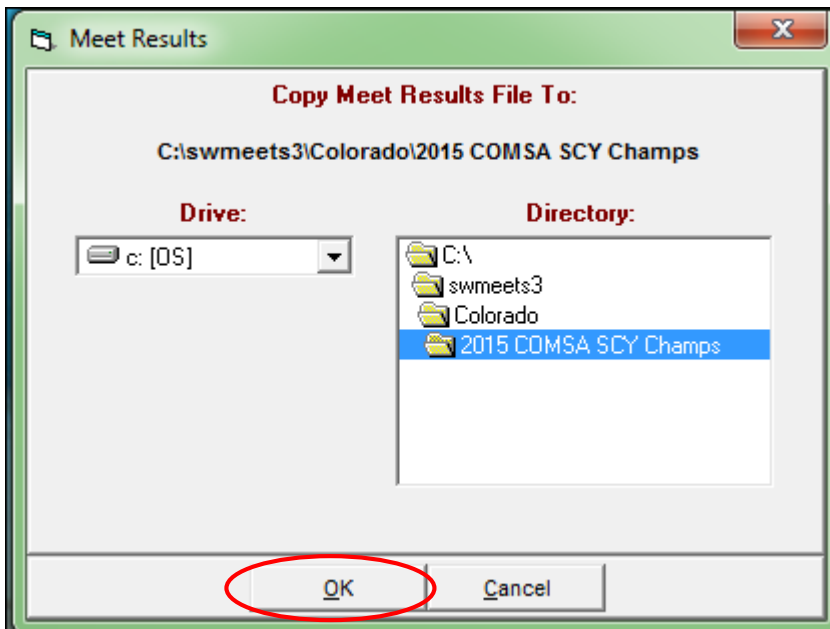 Meet Results
Copy Meet Results File To:
C:\swmeets3\Colorado\2015 COMSA SCY Champs
Drive:
Directory:
c: [OS]
C:\
swmeets3
Colorado
2015 COMSA SCY Champs
OK
Cancel